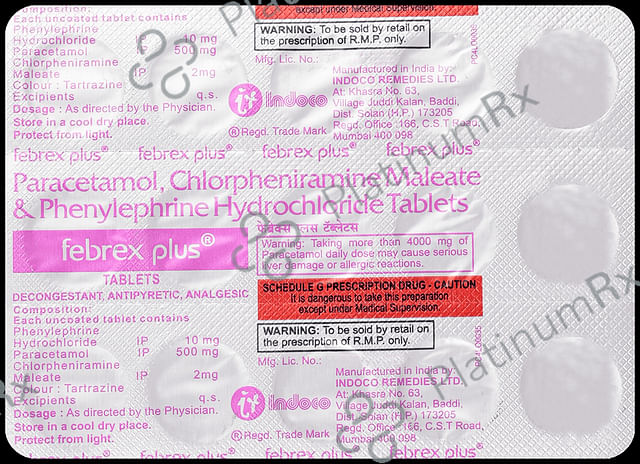 Composition:
Each uncoated tablet contains
Phenylephrine
Hydrochloride IP 10 mg
Paracetamol IP 500 mg
Chlorpheniramine
Maleate IP 2mg
Colour : Tartrazine
Excipients q.s.
Dosage : As directed by the Physician.
Store in a cool dry place.
Protect from light.
except under Medical Supervision.
WARNING: To be sold by retail on
the prescription of R.M.P. only.
Mfg. Lic. No.:
Manufactured in India by:
INDOCO REMEDIES LTD.
At: Khasra No. 63,
Village Juddi Kalan, Baddi,
Dist. Solan (H.P.) 173205
Regd. Office :166, C.S.T Road,
Mumbai 400 098
Indoco
® Regd. Trade Mark
febrex plus® febrex plus® febrex plus® febrex plus®
Paracetamol, Chlorpheniramine Maleate
& Phenylephrine Hydrochloride Tablets
febrex plus®
TABLETS
DECONGESTANT, ANTIPYRETIC, ANALGESIC
टॅब्लेटस
Warning: Taking more than 4000 mg of
Paracetamol daily dose may cause serious
liver damage or allergic reactions.
SCHEDULE G PRESCRIPTION DRUG - CAUTION
It is dangerous to take this preparation
except under Medical Supervision.
Composition:
Each uncoated tablet contains
Phenylephrine
Hydrochloride IP 10 mg
Paracetamol IP 500 mg
Chlorpheniramine
Maleate IP 2mg
Colour : Tartrazine
Excipients q.s.
Dosage : As directed by the Physician.
Store in a cool dry place.
Protect from light.
WARNING: To be sold by retail on
the prescription of R.M.P. only.
Mfg. Lic. No.:
Manufactured in India by:
INDOCO REMEDIES LTD.
At: Khasra No. 63,
Village Juddi Kalan, Baddi,
Dist. Solan (H.P.) 173205
Regd. Office :166, C.S.T Road,
Mumbai 400 098
Indoco
® Regd. Trade Mark
febrex plus® febrex plus® febrex plus®
PlatinumRx
PlatinumRx
PlatinumRx
PlatinumRx